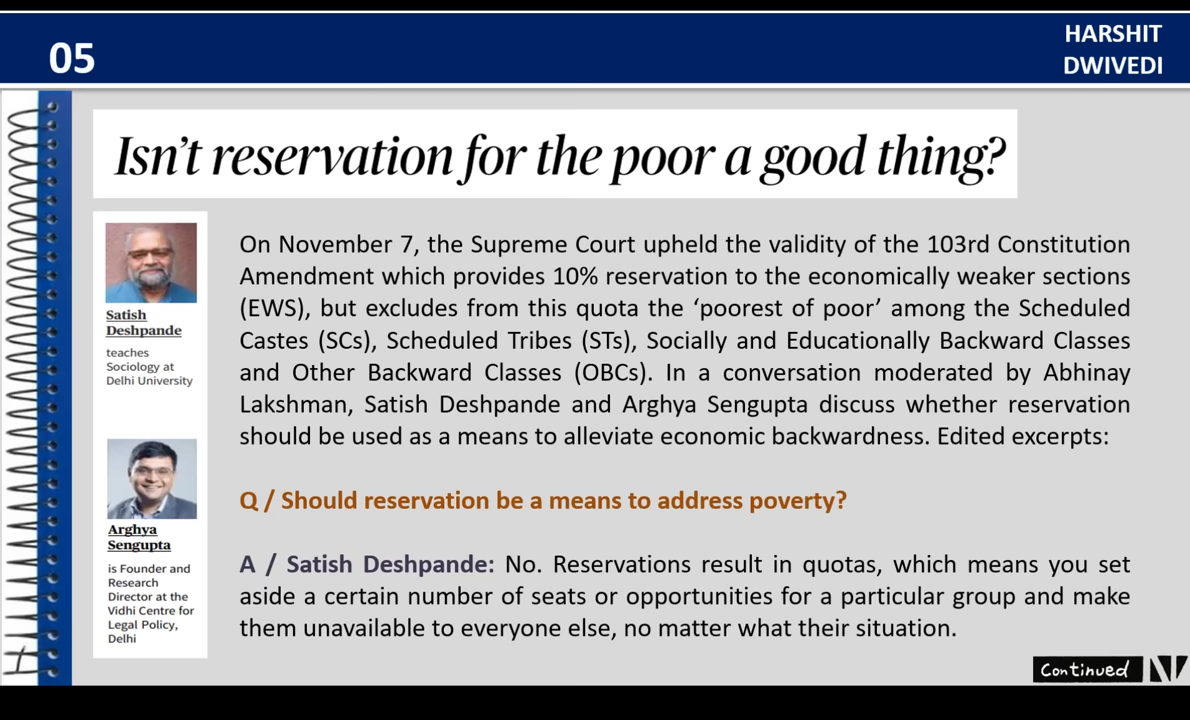 05
HARSHIT
DWIVEDI
Isn't reservation for the poor a good thing?
Satish
Deshpande
teaches
Sociology at
Delhi University
Arghya
Sengupta
is Founder and
Research
Director at the
Vidhi Centre for
Legal Policy,
Delhi
On November 7, the Supreme Court upheld the validity of the 103rd Constitution
Amendment which provides 10% reservation to the economically weaker sections
(EWS), but excludes from this quota the ‘poorest of poor’ among the Scheduled
Castes (SCs), Scheduled Tribes (STs), Socially and Educationally Backward Classes
and Other Backward Classes (OBCs). In a conversation moderated by Abhinay
Lakshman, Satish Deshpande and Arghya Sengupta discuss whether reservation
should be used as a means to alleviate economic backwardness. Edited excerpts:
Q / Should reservation be a means to address poverty?
A / Satish Deshpande: No. Reservations result in quotas, which means you set
aside a certain number of seats or opportunities for a particular group and make
them unavailable to everyone else, no matter what their situation.
Continued